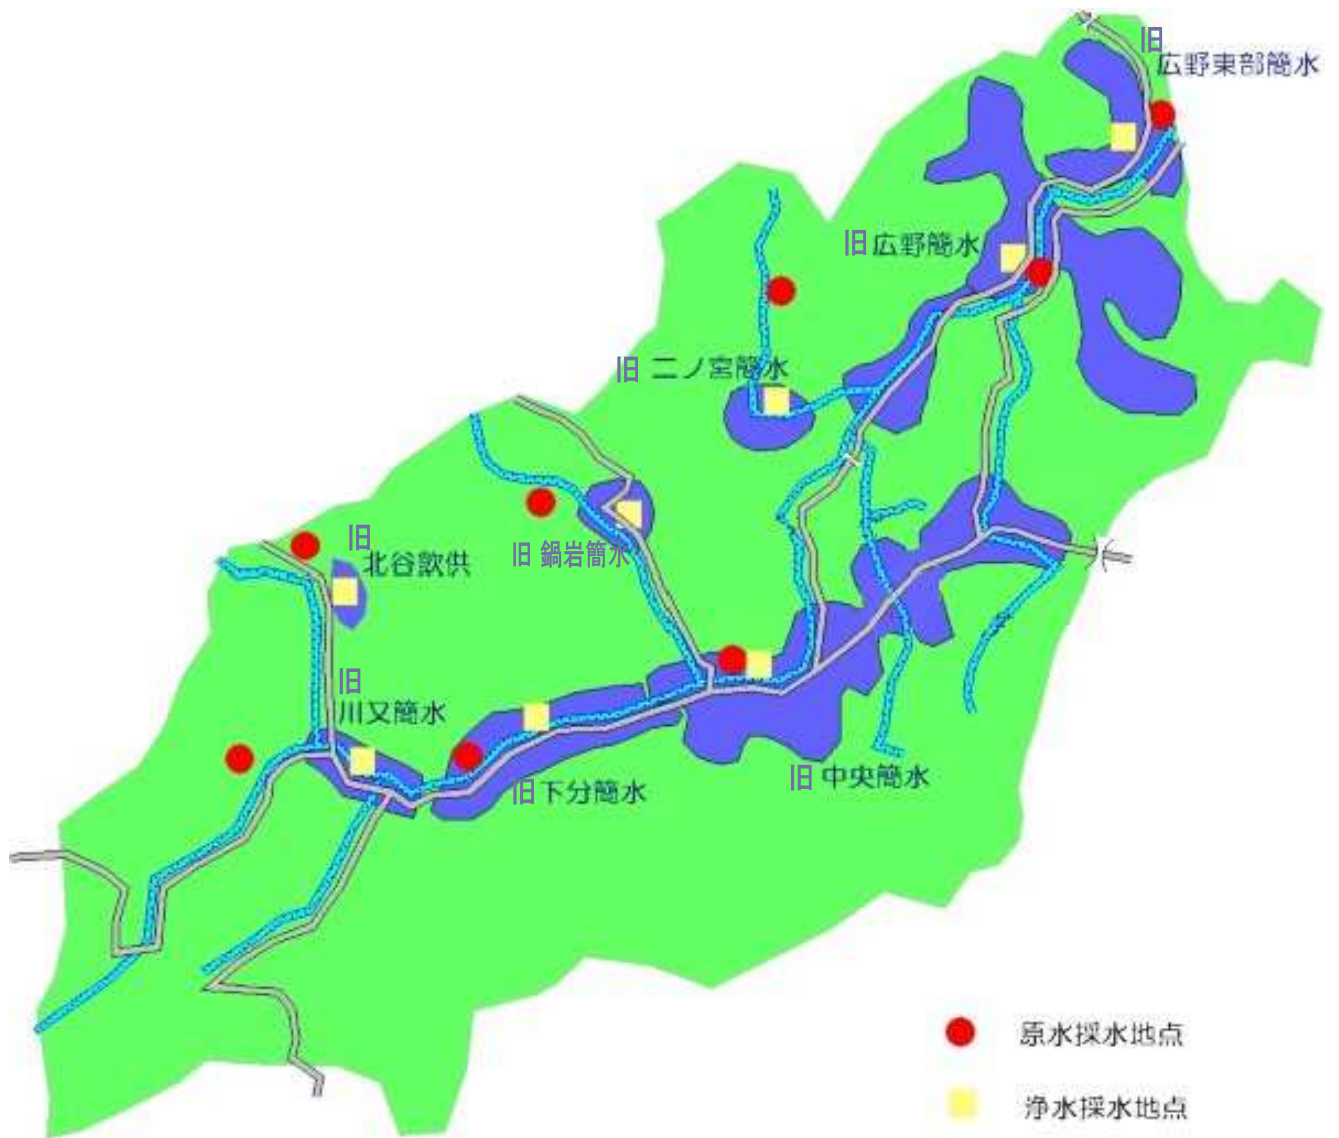 旧
広野東部簡水
旧 広野簡水
旧 二ノ宮簡水
旧
北谷飲供
旧 鍋岩簡水
旧
川又簡水
旧 下分簡水
旧 中央簡水
原水採水地点
浄水採水地点